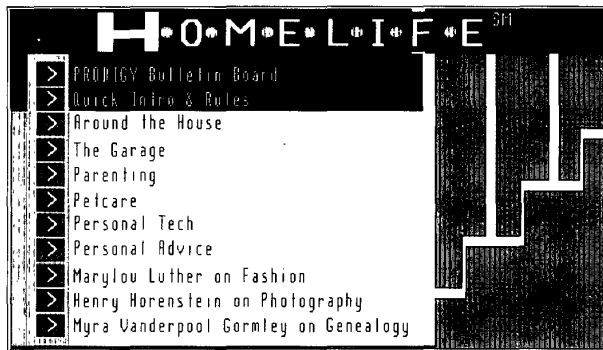 H•O•M•E•L•I•F•E SM
> PRODIGY Bulletin Board
> Quick Intro & Rules
> Around the House
> The Garage
> Parenting
> Petcare
> Personal Tech
> Personal Advice
> Marylou Luther on Fashion
> Henry Horenstein on Photography
> Myra Vanderpool Gormley on Genealogy